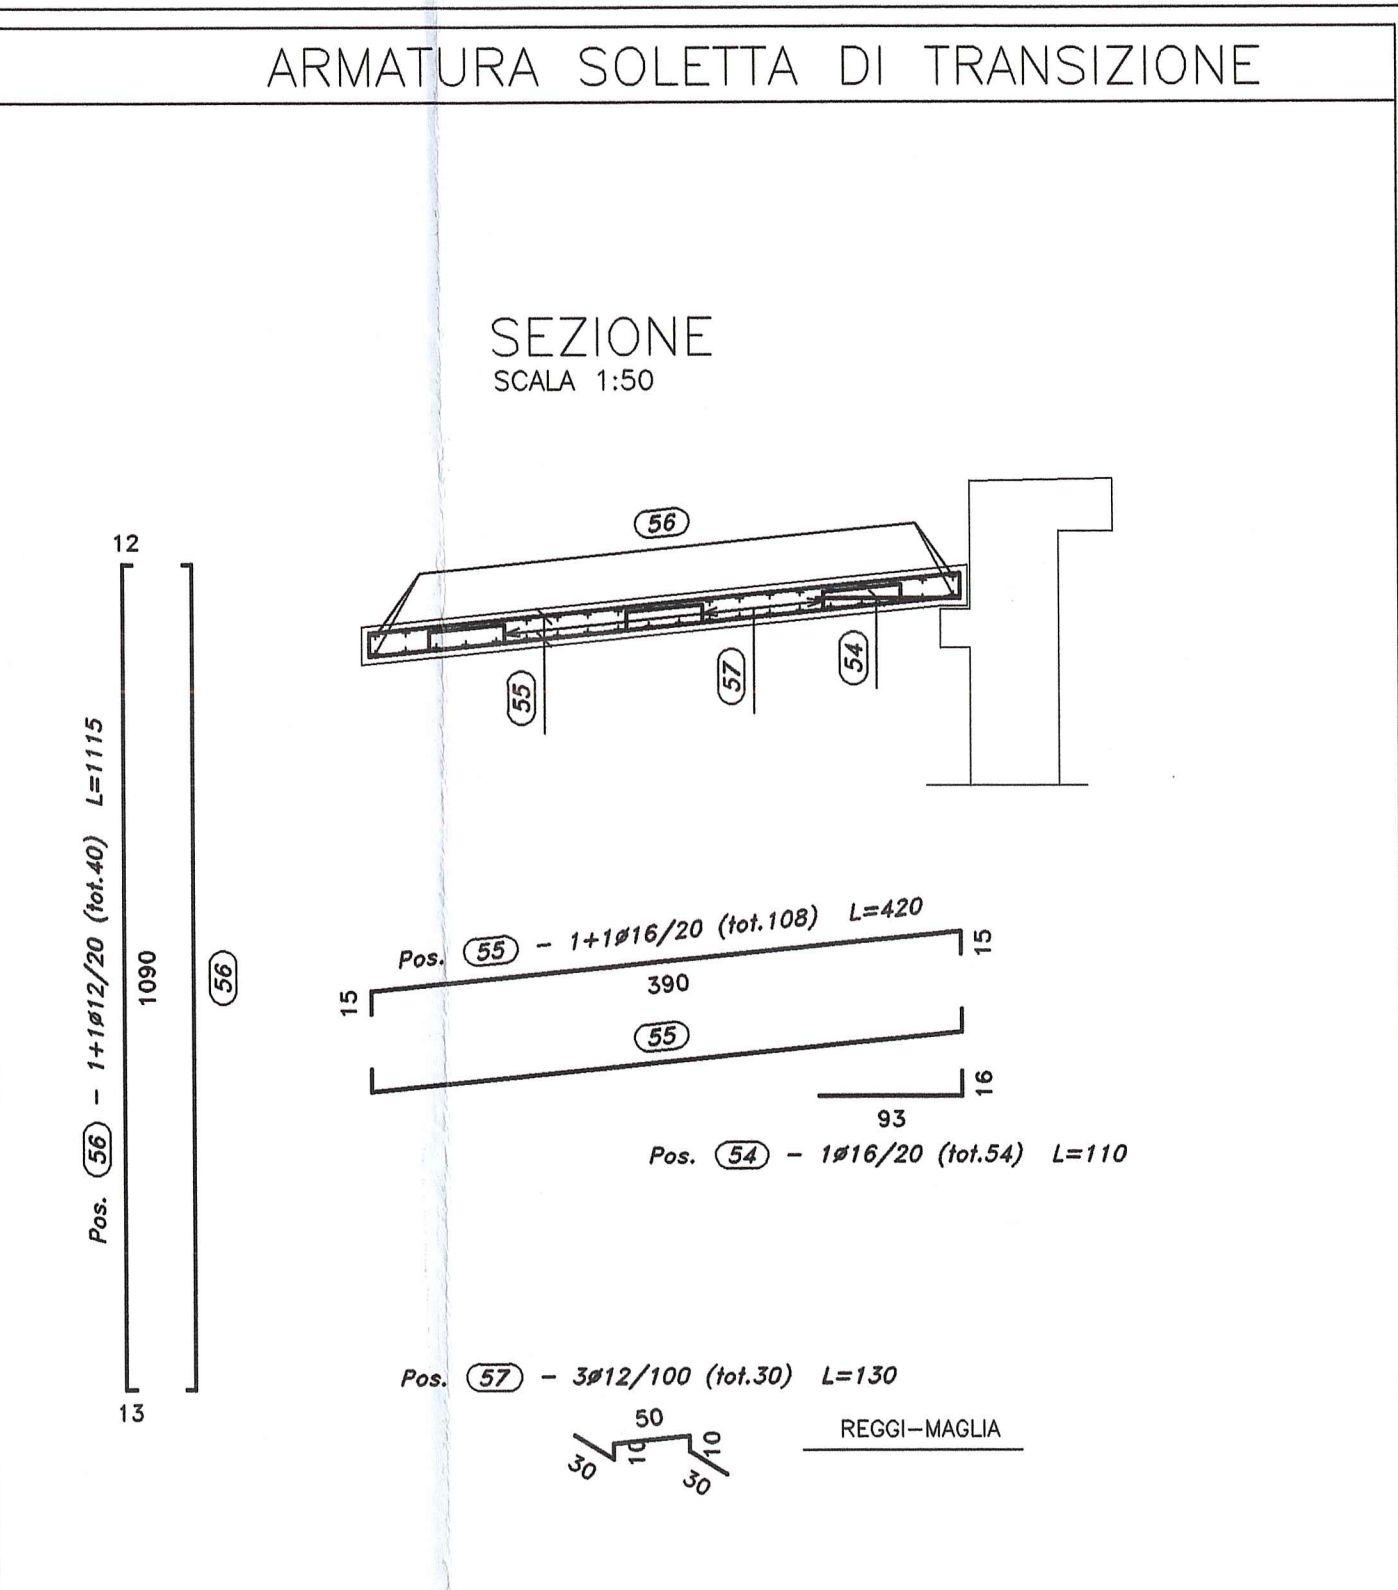 ARMATURA SOLETTA DI TRANSIZIONE
SEZIONE
SCALA 1:50
56
55
57
54
12
Pos. 56 - 1+1ø12/20 (tot.40) L=1115
1090
56
13
Pos. 55 - 1+1ø16/20 (tot.108) L=420
15
390
15
55
16
93
Pos. 54 - 1ø16/20 (tot.54) L=110
Pos. 57 - 3ø12/100 (tot.30) L=130
50
30
10
10
30
REGGI-MAGLIA